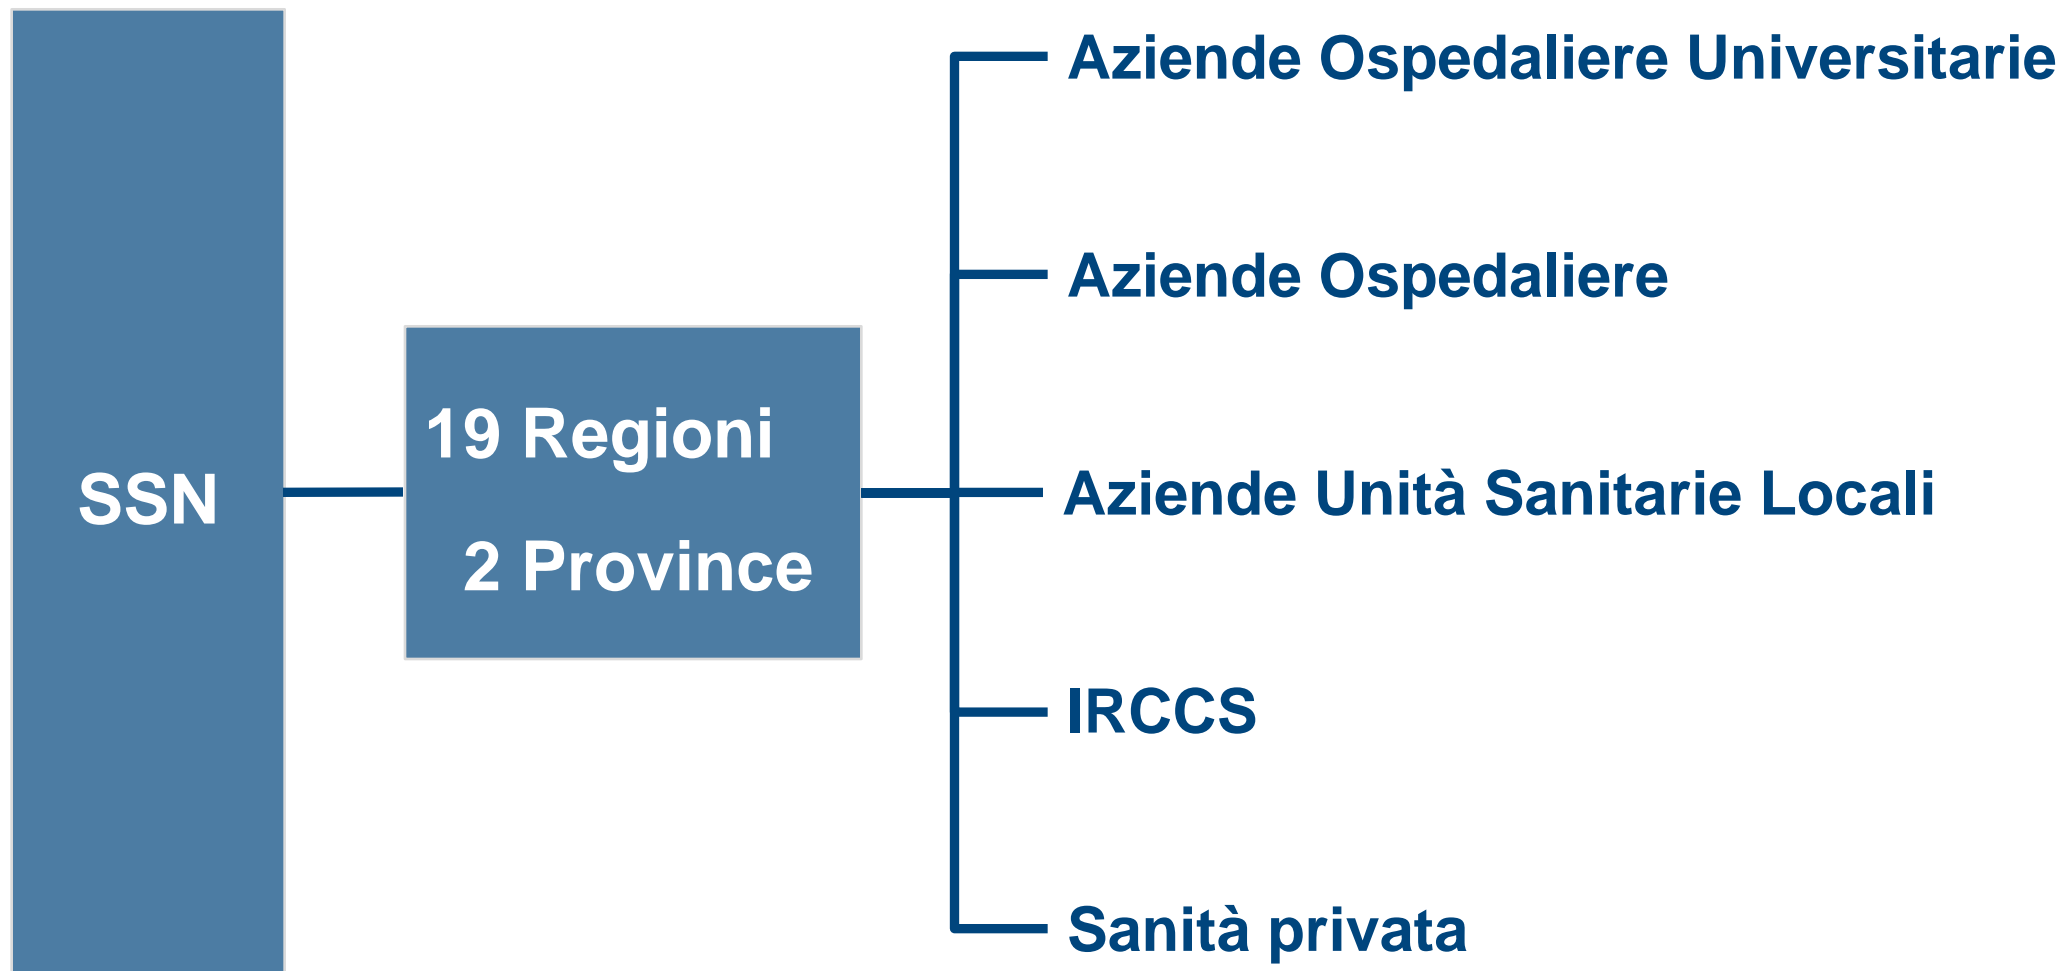 SSN
19 Regioni
2 Province
Aziende Ospedaliere Universitarie
Aziende Ospedaliere
Aziende Unità Sanitarie Locali
IRCCS
Sanità privata